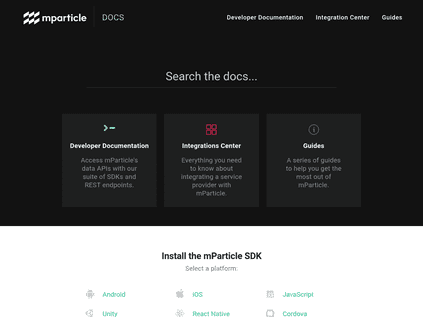 mparticle DOCS Developer Documentation Integration Center Guides
Search the docs...
Developer Documentation
Access mParticle's
data APIs with our
suite of SDKs and
REST endpoints.
Integrations Center
Everything you need
to know about
integrating a service
provider with
mParticle.
Guides
A series of guides
to help you get the
most out of
mParticle.
Install the mParticle SDK
Select a platform:
Android iOS JavaScript
Unity React Native Cordova